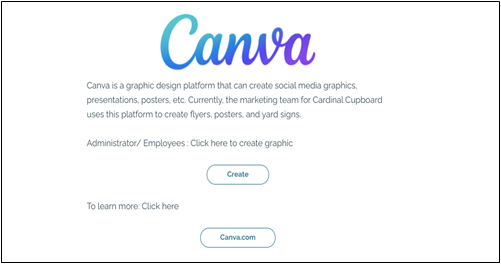 Canva
Canva is a graphic design platform that can create social media graphics,
presentations, posters, etc. Currently, the marketing team for Cardinal Cupboard
uses this platform to create flyers, posters, and yard signs.
Administrator/ Employees : Click here to create graphic
Create
To learn more: Click here
Canva.com